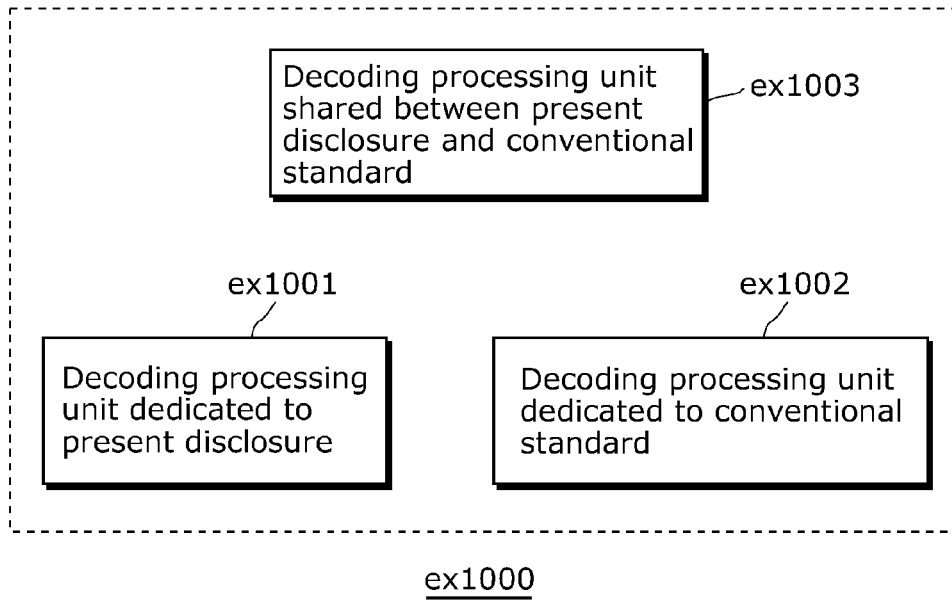 Decoding processing unit
shared between present
disclosure and conventional
standard
ex1003
ex1001
ex1002
Decoding processing
unit dedicated to
present disclosure
Decoding processing unit
dedicated to conventional
standard
ex1000